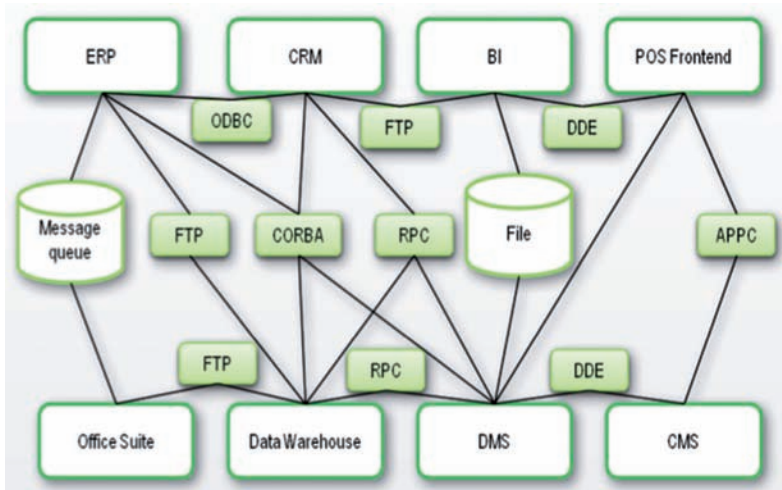 ERP
CRM
BI
POS Frontend
ODBC
FTP
DDE
Message
queue
FTP
CORBA
RPC
File
APPC
FTP
RPC
DDE
Office Suite
Data Warehouse
DMS
CMS